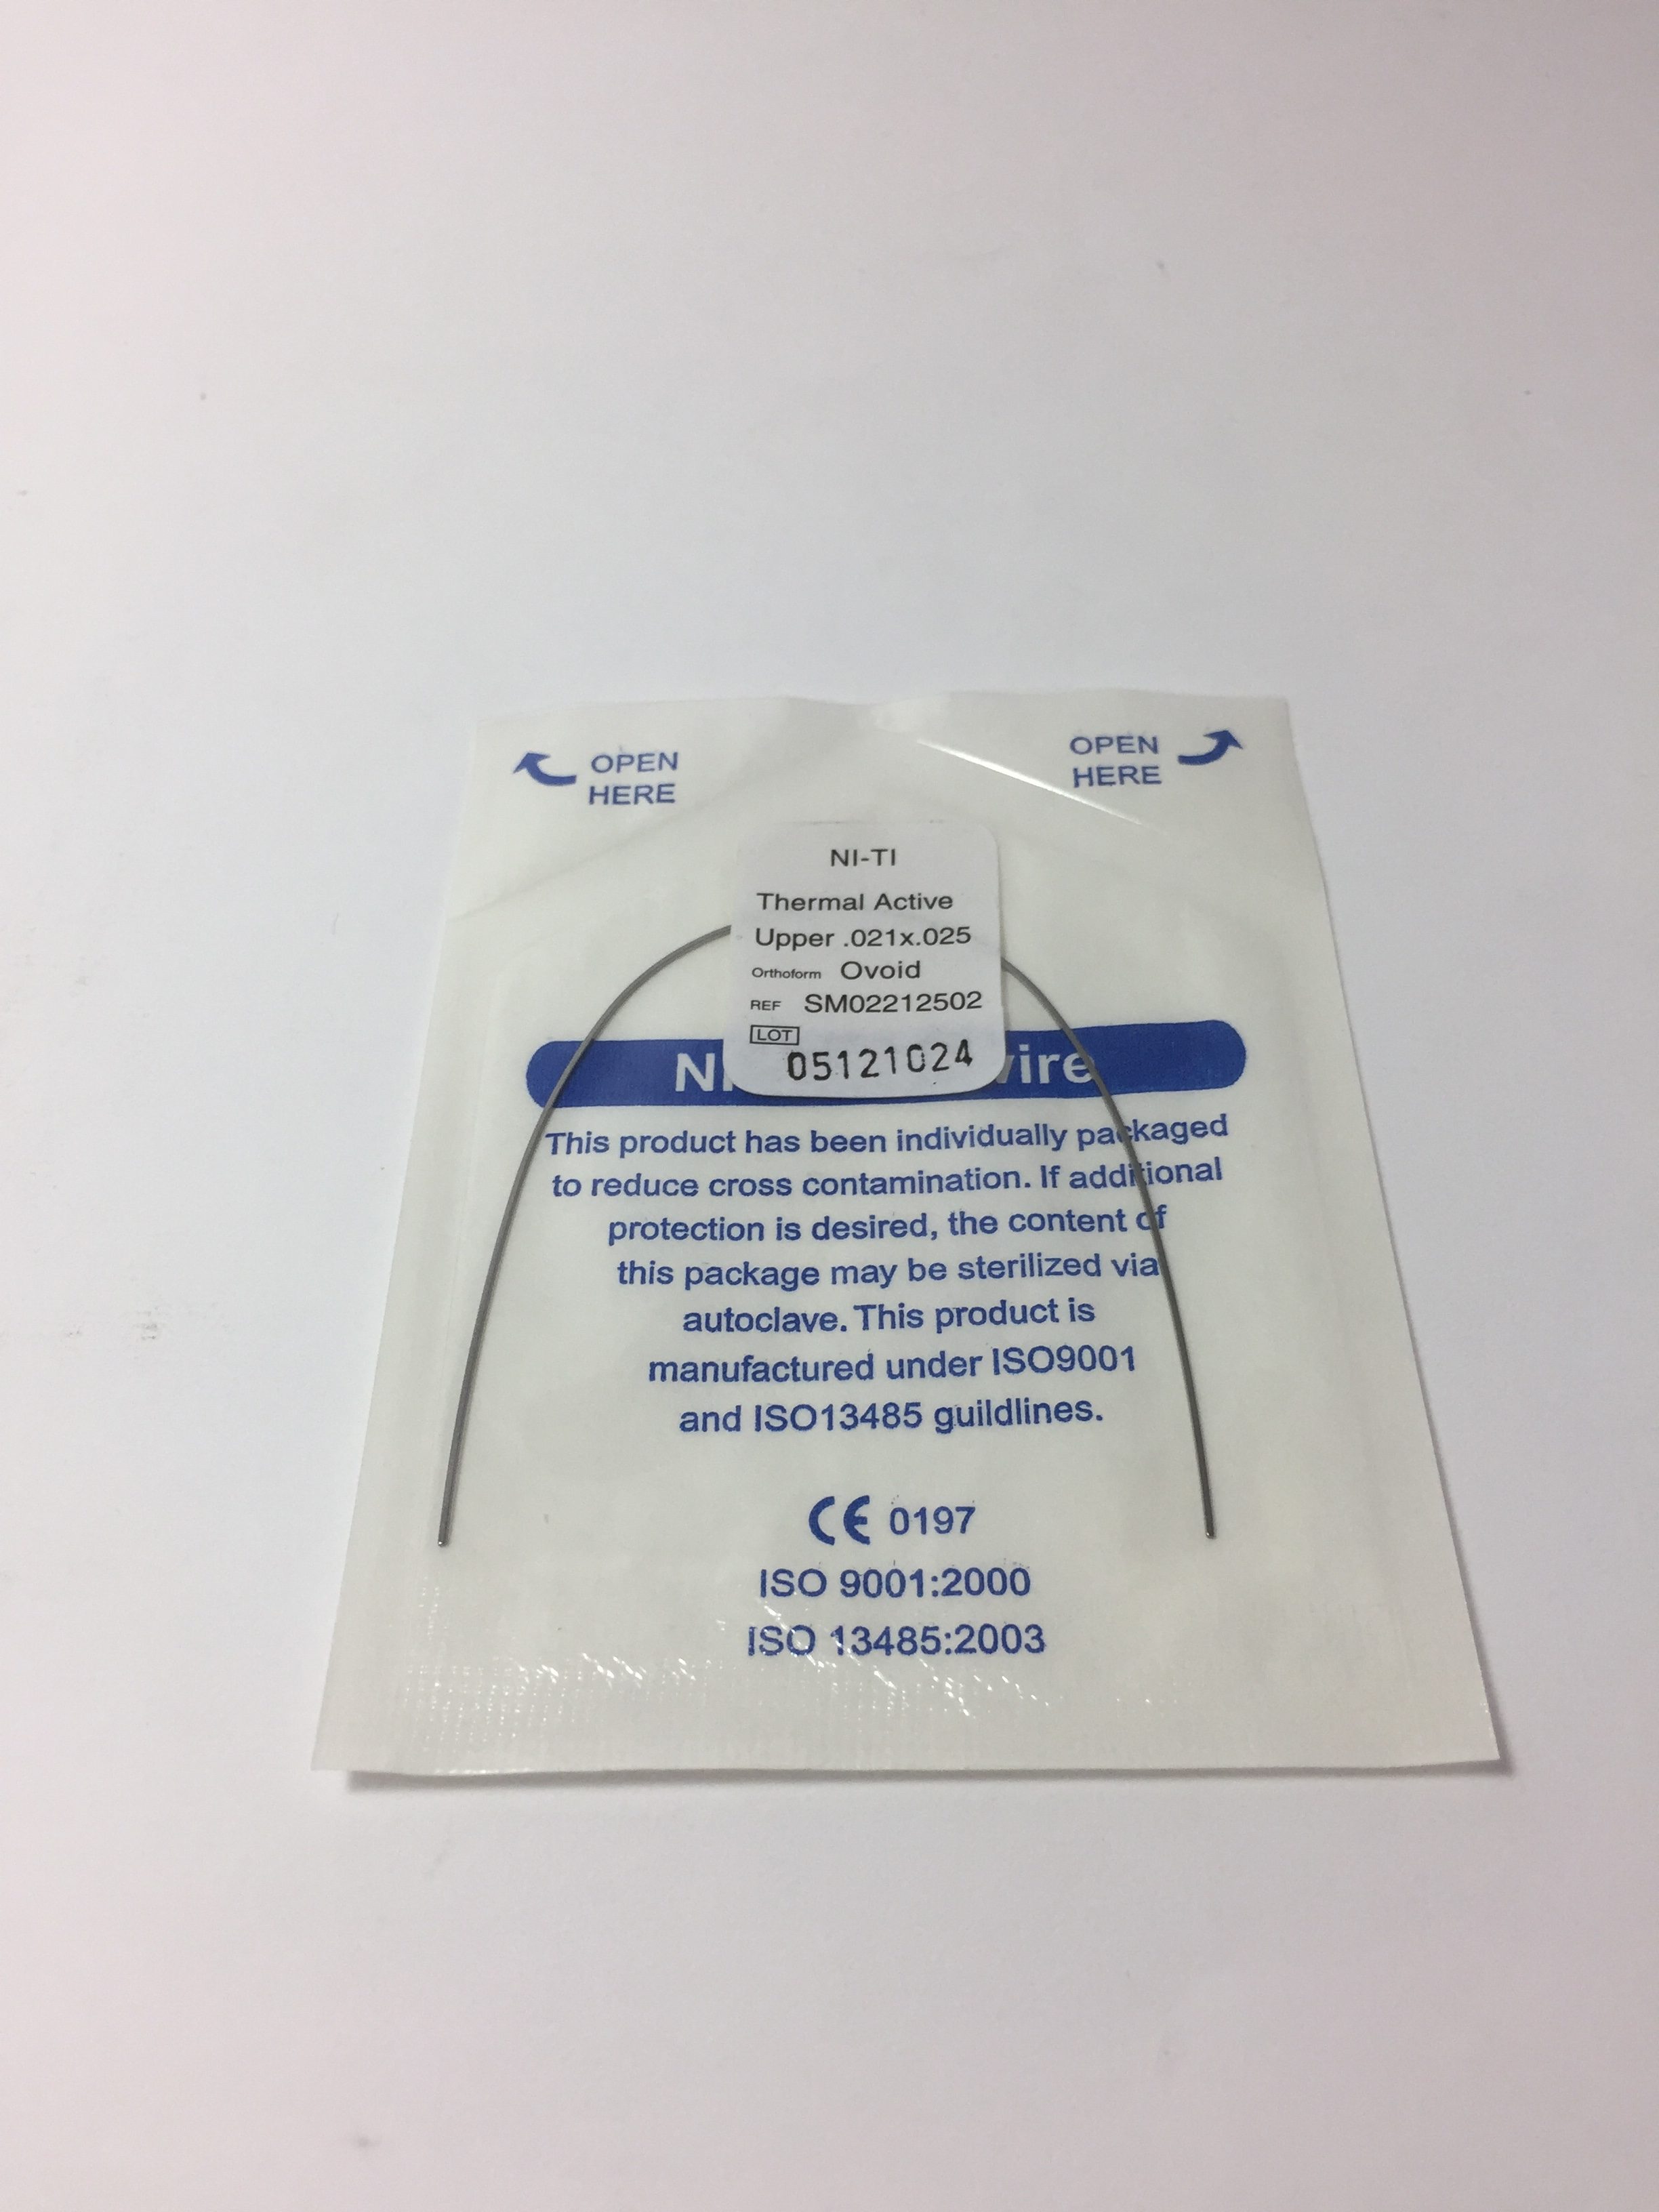 OPEN
HERE
OPEN
HERE
NI-TI
Thermal Active
Upper .021x.025
Orthoform Ovoid
REF SM02212502
LOT
05121024
This product has been individually packaged
to reduce cross contamination. If additional
protection is desired, the content of
this package may be sterilized via
autoclave. This product is
manufactured under ISO9001
and ISO13485 guildlines.
CE 0197
ISO 9001:2000
ISO 13485:2003